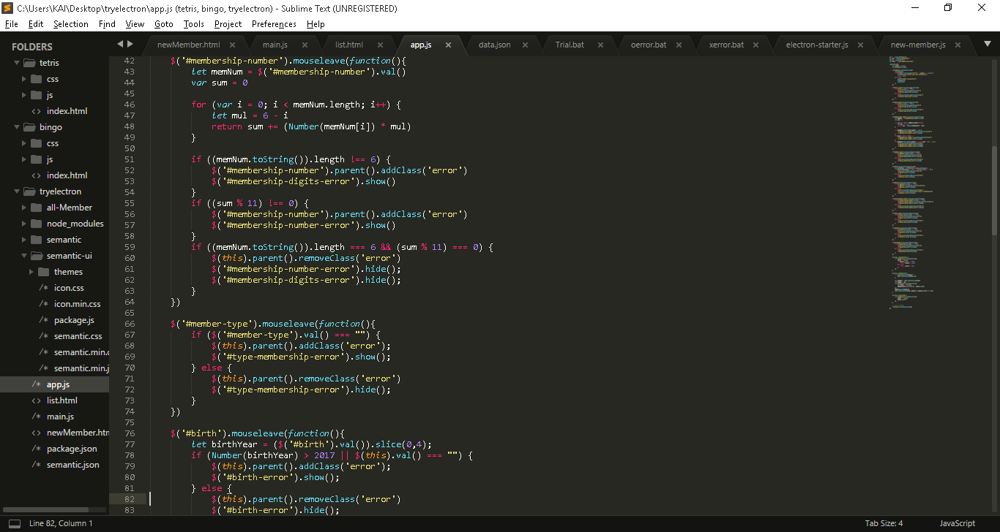 C:\Users\KAI\Desktop\tryelectron\app.js (tetris, bingo, tryelectron) - Sublime Text (UNREGISTERED)
File Edit Selection Find View Goto Tools Project Preferences Help
FOLDERS
tetris
css
js
index.html
bingo
css
js
index.html
tryelectron
all-Member
node_modules
semantic
semantic-ui
themes
/* icon.css
/* icon.min.css
/* package.js
/* semantic.css
/* semantic.min.c
/* semantic.min.j
/* app.js
<> list.html
/* main.js
<> newMember.htm
/* package.json
/* semantic.json
newMember.html × main.js × list.html × app.js × data.json × Trial.bat × oerror.bat × xerror.bat × electron-starter.js × new-member.js ×
42 $('#membership-number').mouseleave(function(){
43 let memNum = $('#membership-number').val()
44 var sum = 0
45
46 for (var i = 0; i < memNum.length; i++) {
47 let mul = 6 - i
48 return sum += (Number(memNum[i]) * mul)
49 }
50
51 if ((memNum.toString()).length !== 6) {
52 $('#membership-number').parent().addClass('error')
53 $('#membership-digits-error').show()
54 }
55 if ((sum % 11) !== 0) {
56 $('#membership-number').parent().addClass('error')
57 $('#membership-number-error').show()
58 }
59 if ((memNum.toString()).length === 6 && (sum % 11) === 0) {
60 $(this).parent().removeClass('error')
61 $('#membership-number-error').hide();
62 $('#membership-digits-error').hide();
63 }
64 })
65
66 $('#member-type').mouseleave(function(){
67 if ($('#member-type').val() === "") {
68 $(this).parent().addClass('error');
69 $('#type-membership-error').show();
70 } else {
71 $(this).parent().removeClass('error')
72 $('#type-membership-error').hide();
73 }
74 })
75
76 $('#birth').mouseleave(function(){
77 let birthYear = ($('#birth').val()).slice(0,4);
78 if (Number(birthYear) > 2017 || $(this).val() === "") {
79 $(this).parent().addClass('error');
80 $('#birth-error').show();
81 } else {
82 $(this).parent().removeClass('error')
83 $('#birth-error').hide();
Line 82, Column 1
Tab Size: 4
JavaScript